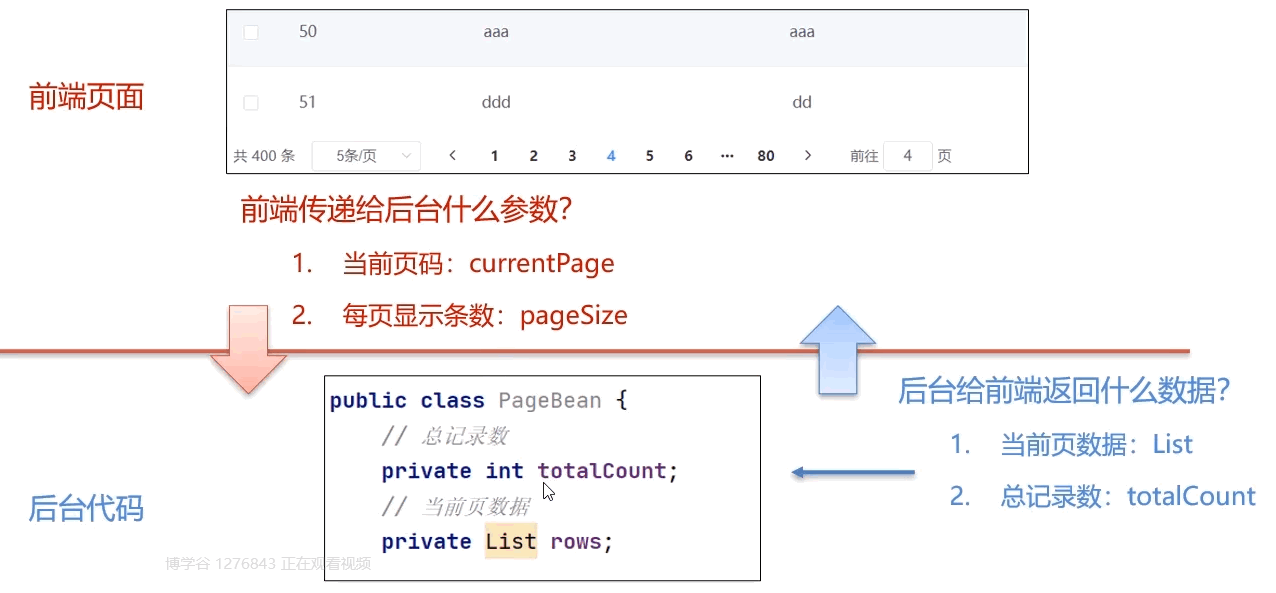 50 aaa aaa
前端页面
51 ddd dd
共 400 条 5条/页 < 1 2 3 4 5 6 ··· 80 > 前往 4 页
前端传递给后台什么参数?
1. 当前页码：currentPage
2. 每页显示条数：pageSize
后台给前端返回什么数据?
1. 当前页数据：List
2. 总记录数：totalCount
后台代码
public class PageBean {
// 总记录数
private int totalCount;
// 当前页数据
private List rows;
博学谷 1276843 正在观看视频